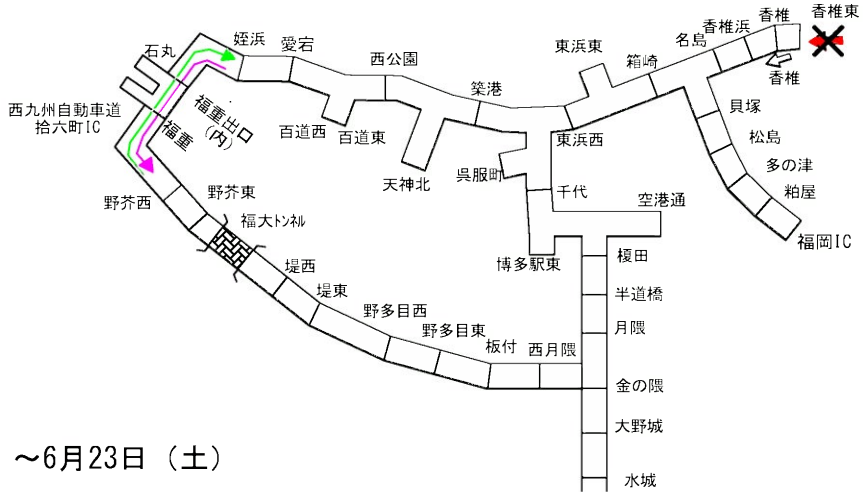 香椎東
香椎
香椎浜
名島
箱崎
東浜東
香椎
西公園
愛宕
姪浜
石丸
築港
貝塚
西九州自動車道
拾六町IC
福重出口
(内)
福重
百道西
百道東
東浜西
松島
多の津
天神北
呉服町
千代
粕屋
野芥西
野芥東
空港通
福大トンネル
福岡IC
博多駅東
榎田
堤西
堤東
半道橋
野多目西
野多目東
月隈
板付
西月隈
金の隈
大野城
水城
～6月23日（土）